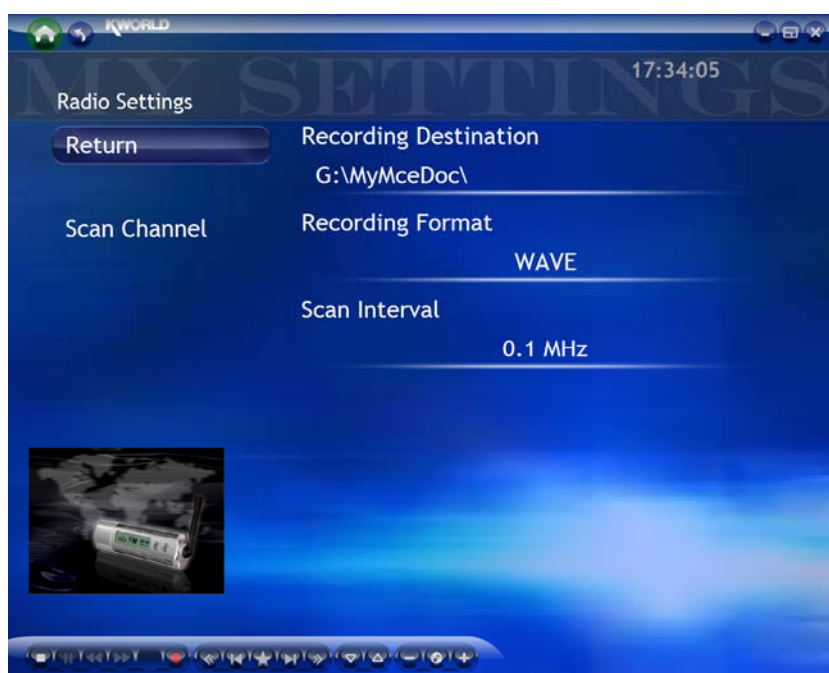 KWORLD
MY SETTINGS
17:34:05
Radio Settings
Return
Recording Destination
G:\MyMceDoc\
Scan Channel
Recording Format
WAVE
Scan Interval
0.1 MHz